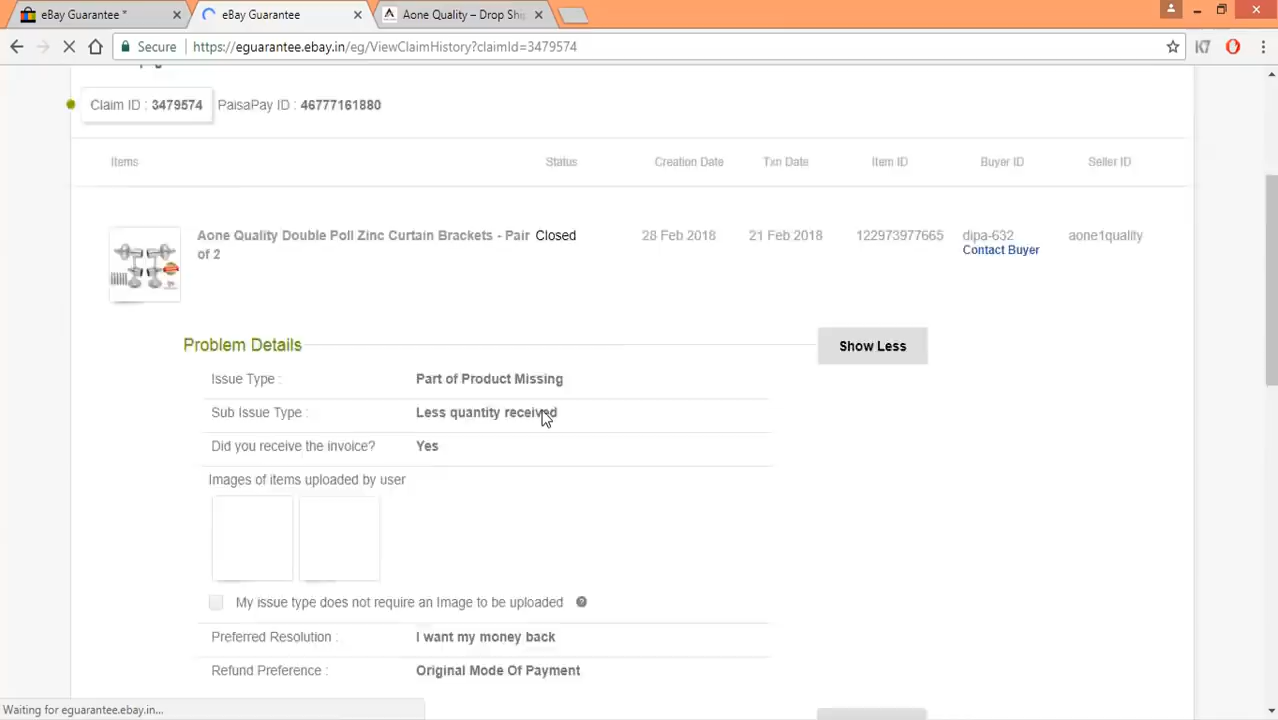 eBay Guarantee *
eBay Guarantee
Aone Quality – Drop Shi
Secure
https://eguarantee.ebay.in/eg/ViewClaimHistory?claimId=3479574
K7
Claim ID : 3479574 PaisaPay ID : 46777161880
Items Status Creation Date Txn Date Item ID Buyer ID Seller ID
Aone Quality Double Poll Zinc Curtain Brackets - Pair Closed 28 Feb 2018 21 Feb 2018 122973977665 dipa-632 aone1quality
of 2 Contact Buyer
Problem Details Show Less
Issue Type : Part of Product Missing
Sub Issue Type : Less quantity received
Did you receive the invoice? Yes
Images of items uploaded by user
My issue type does not require an Image to be uploaded ?
Preferred Resolution : I want my money back
Refund Preference : Original Mode Of Payment
Waiting for eguarantee.ebay.in...